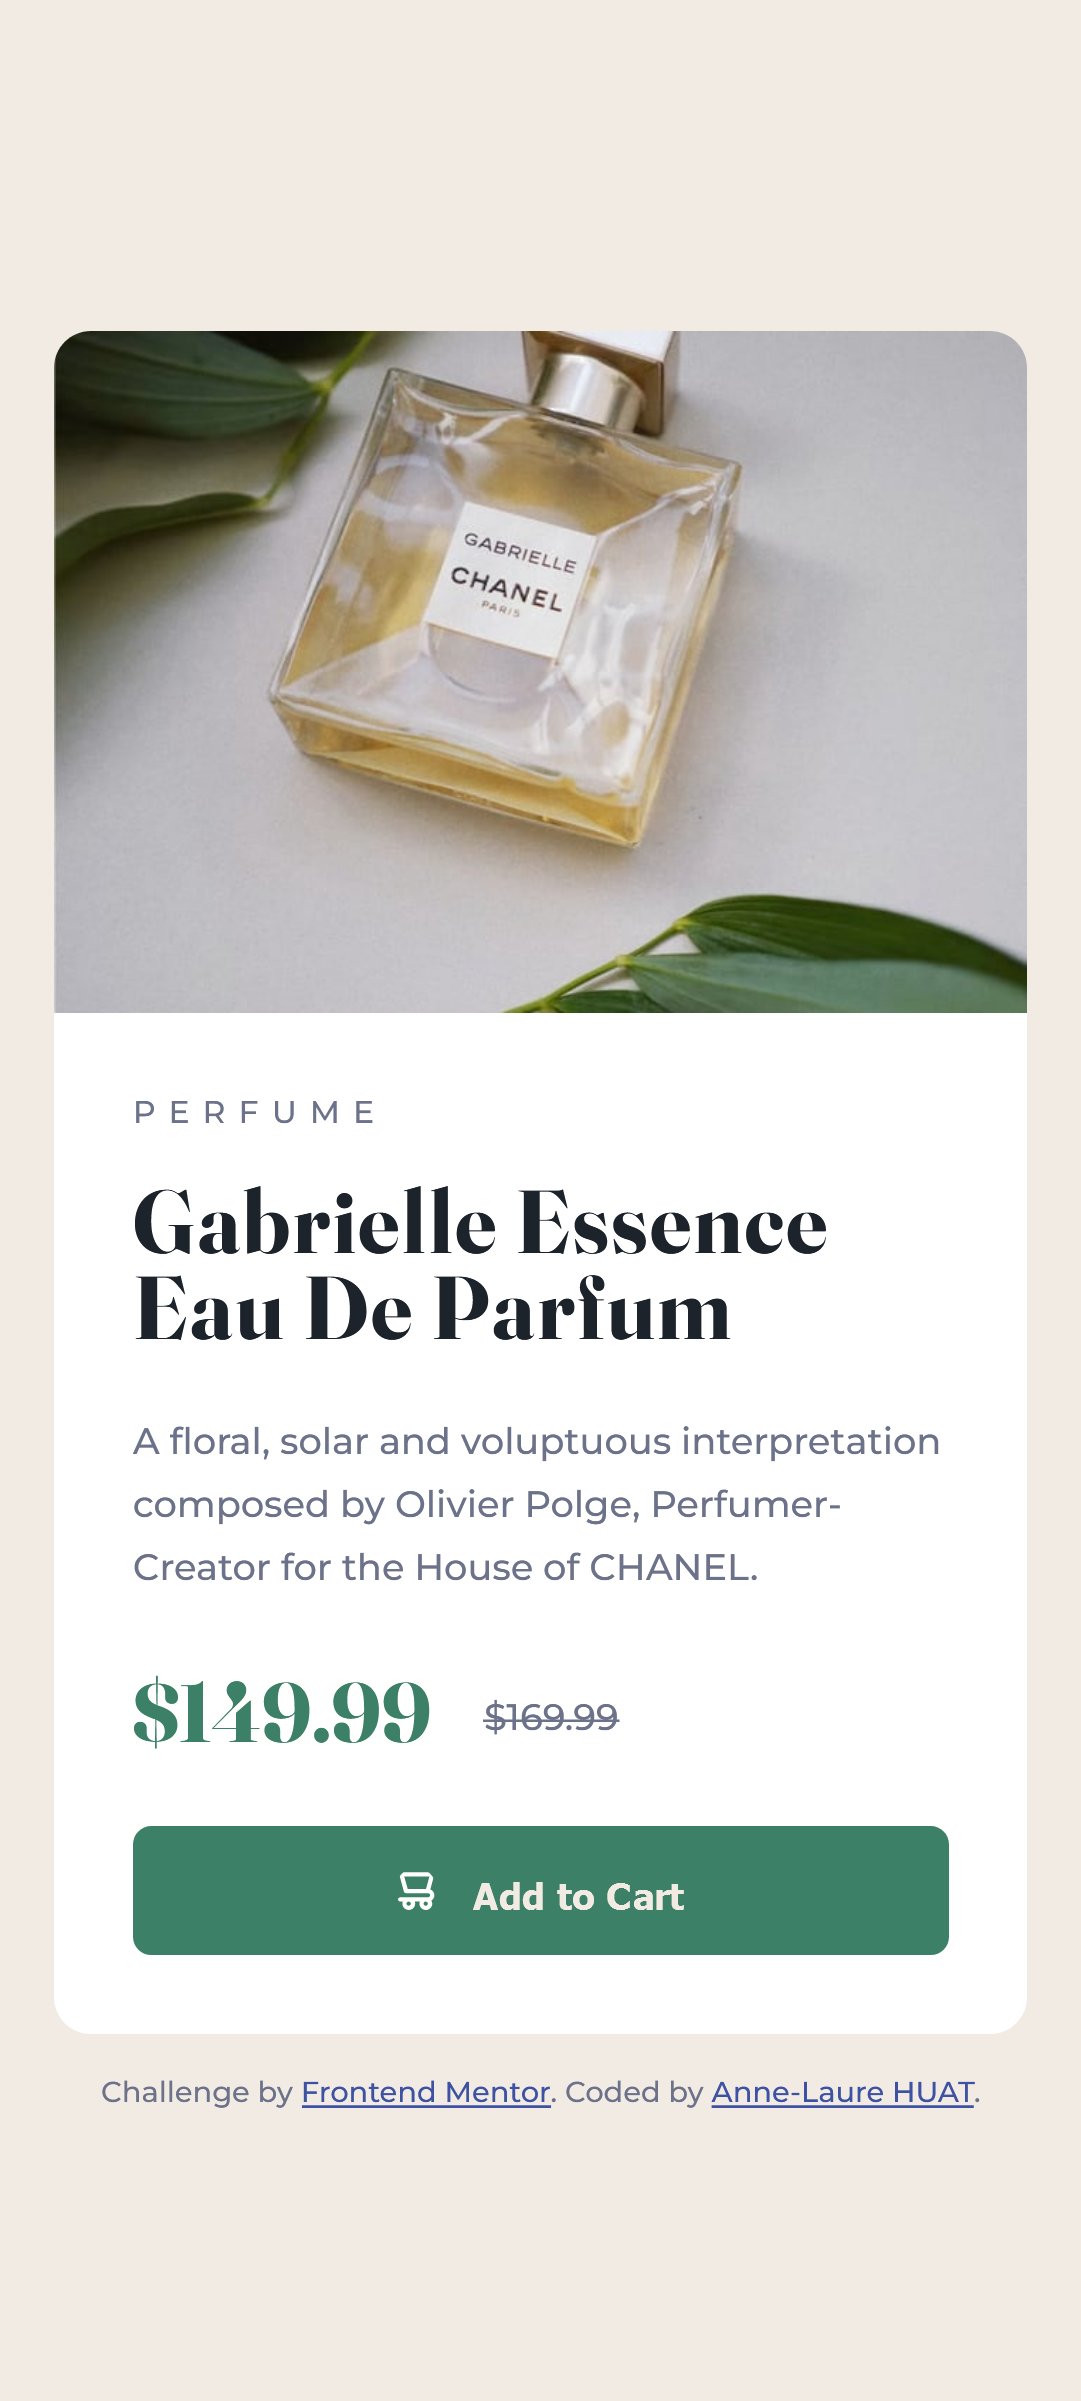 GABRIELLE
CHANEL
PARIS
PERFUME
Gabrielle Essence
Eau De Parfum
A floral, solar and voluptuous interpretation
composed by Olivier Polge, Perfumer-
Creator for the House of CHANEL.
$149.99 $169.99
Add to Cart
Challenge by Frontend Mentor. Coded by Anne-Laure HUAT.